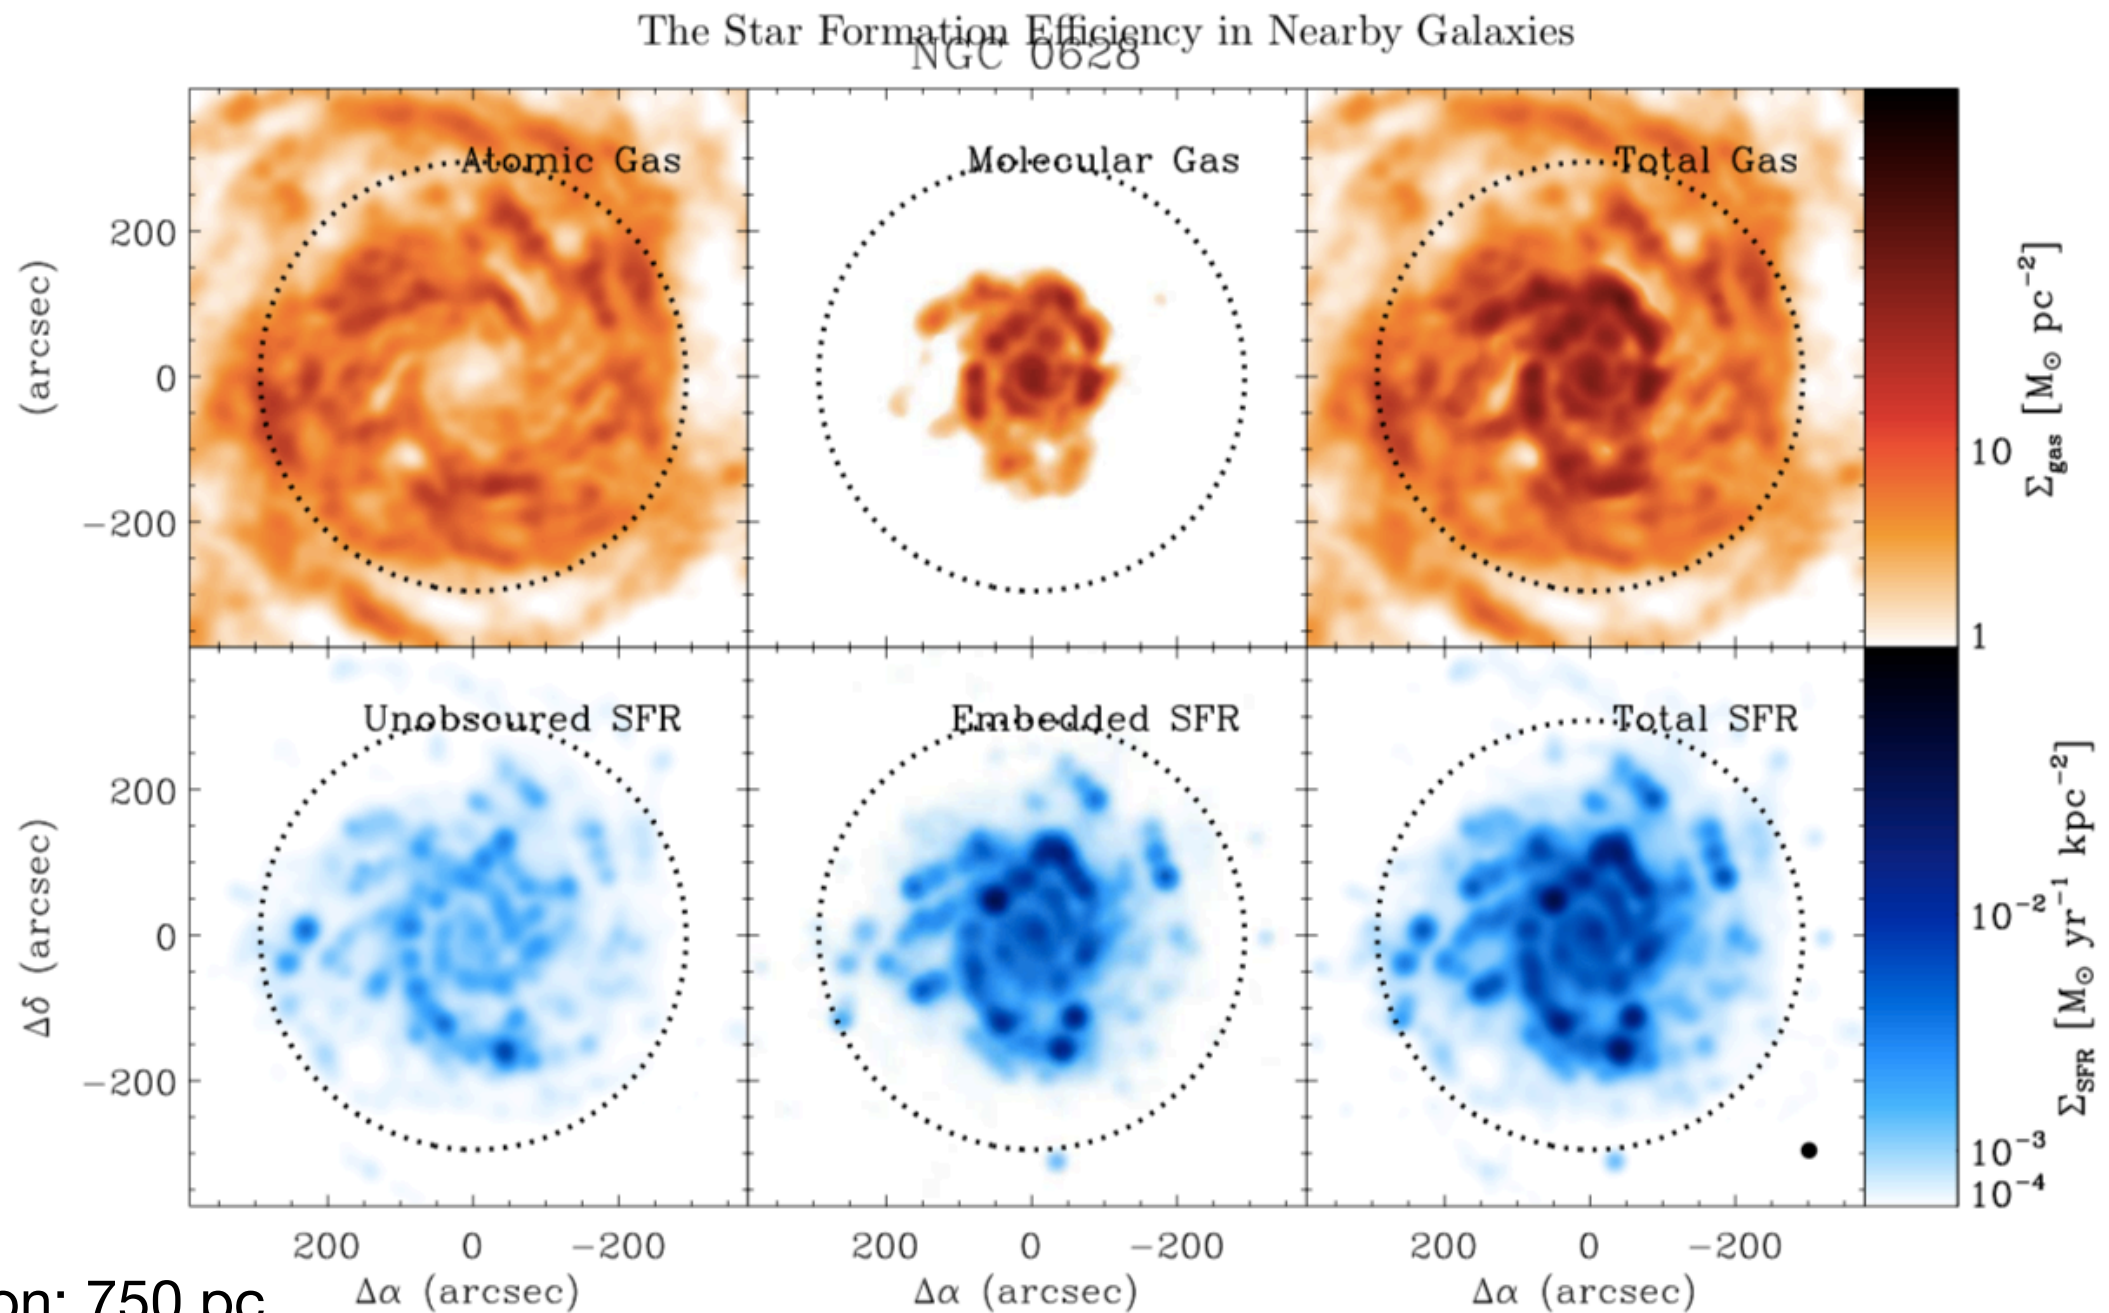 The Star Formation Efficiency in Nearby Galaxies
NGC 0628
Atomic Gas
Molecular Gas
Total Gas
(arcsec)
200
0
−200
10
1
Σgas [M⊙ pc−2]
Unobsoured SFR
Embedded SFR
Total SFR
Δδ (arcsec)
200
0
−200
10−2
10−3
10−4
ΣSFR [M⊙ yr−1 kpc−2]
200 0 −200
200 0 −200
200 0 −200
Δα (arcsec)
Δα (arcsec)
Δα (arcsec)
on: 750 pc